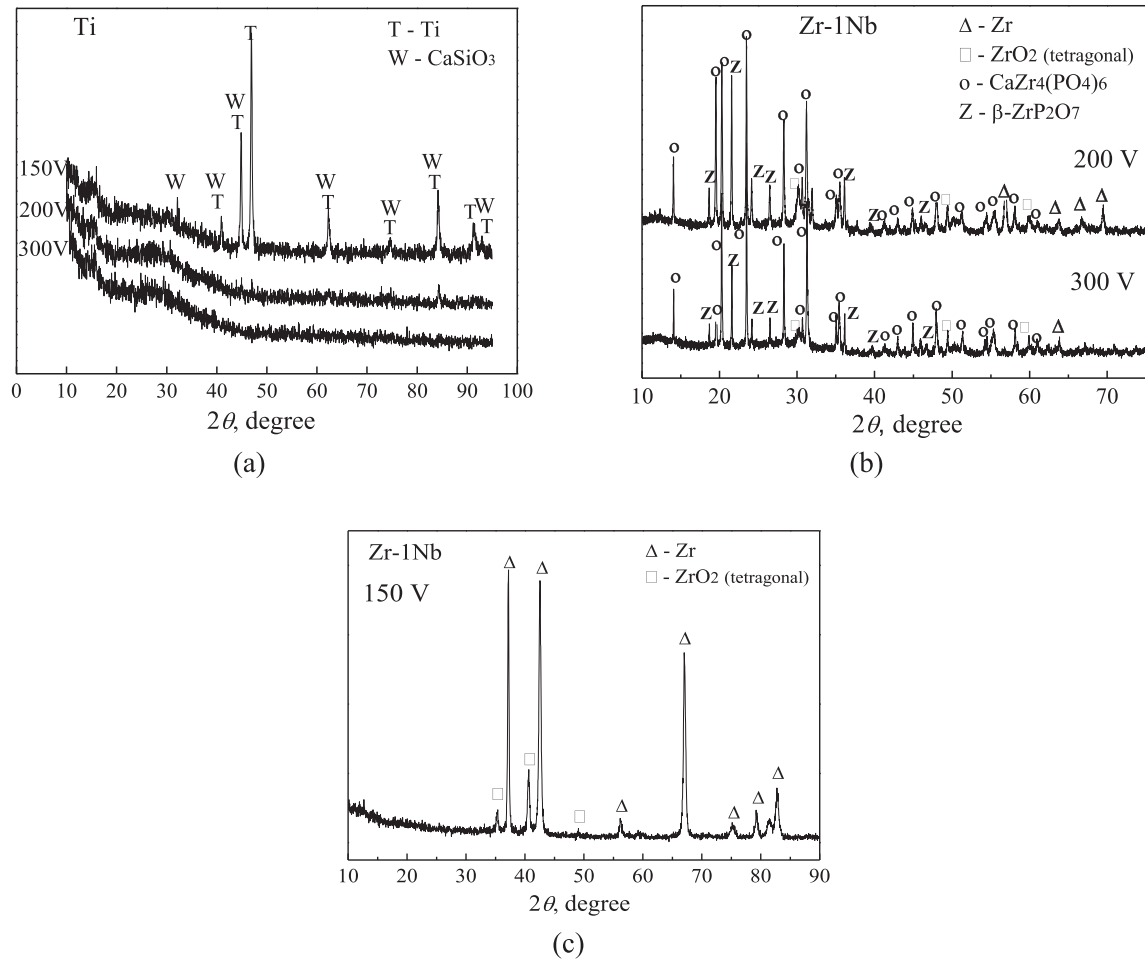 Ti
T - Ti
W - CaSiO3
T
W
T
W
W
T
W
T
W
T
W
T
T
W
T
150V
200V
300V
0 10 20 30 40 50 60 70 80 90 100
2θ, degree
(a)
Zr-1Nb
Δ - Zr
□ - ZrO2 (tetragonal)
o - CaZr4(PO4)6
Z - β-ZrP2O7
200 V
300 V
10 20 30 40 50 60 70
2θ, degree
(b)
Zr-1Nb
150 V
Δ - Zr
□ - ZrO2 (tetragonal)
10 20 30 40 50 60 70 80 90
2θ, degree
(c)